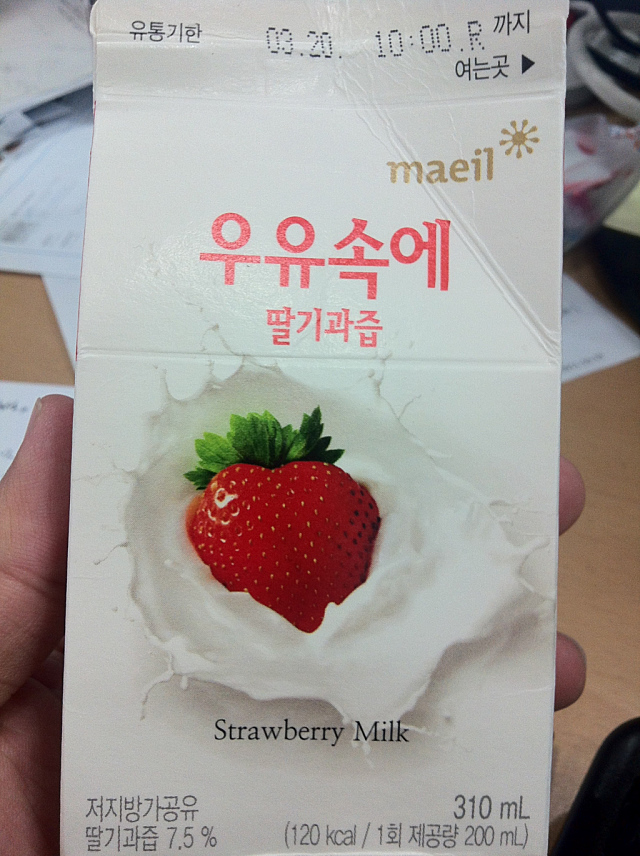 유통기한 03.20. 10:00.R 까지
여는곳 ▶
maeil
우유속에
딸기과즙
Strawberry Milk
저지방가공유 310 mL
딸기과즙 7.5 % (120 kcal / 1회 제공량 200 mL)